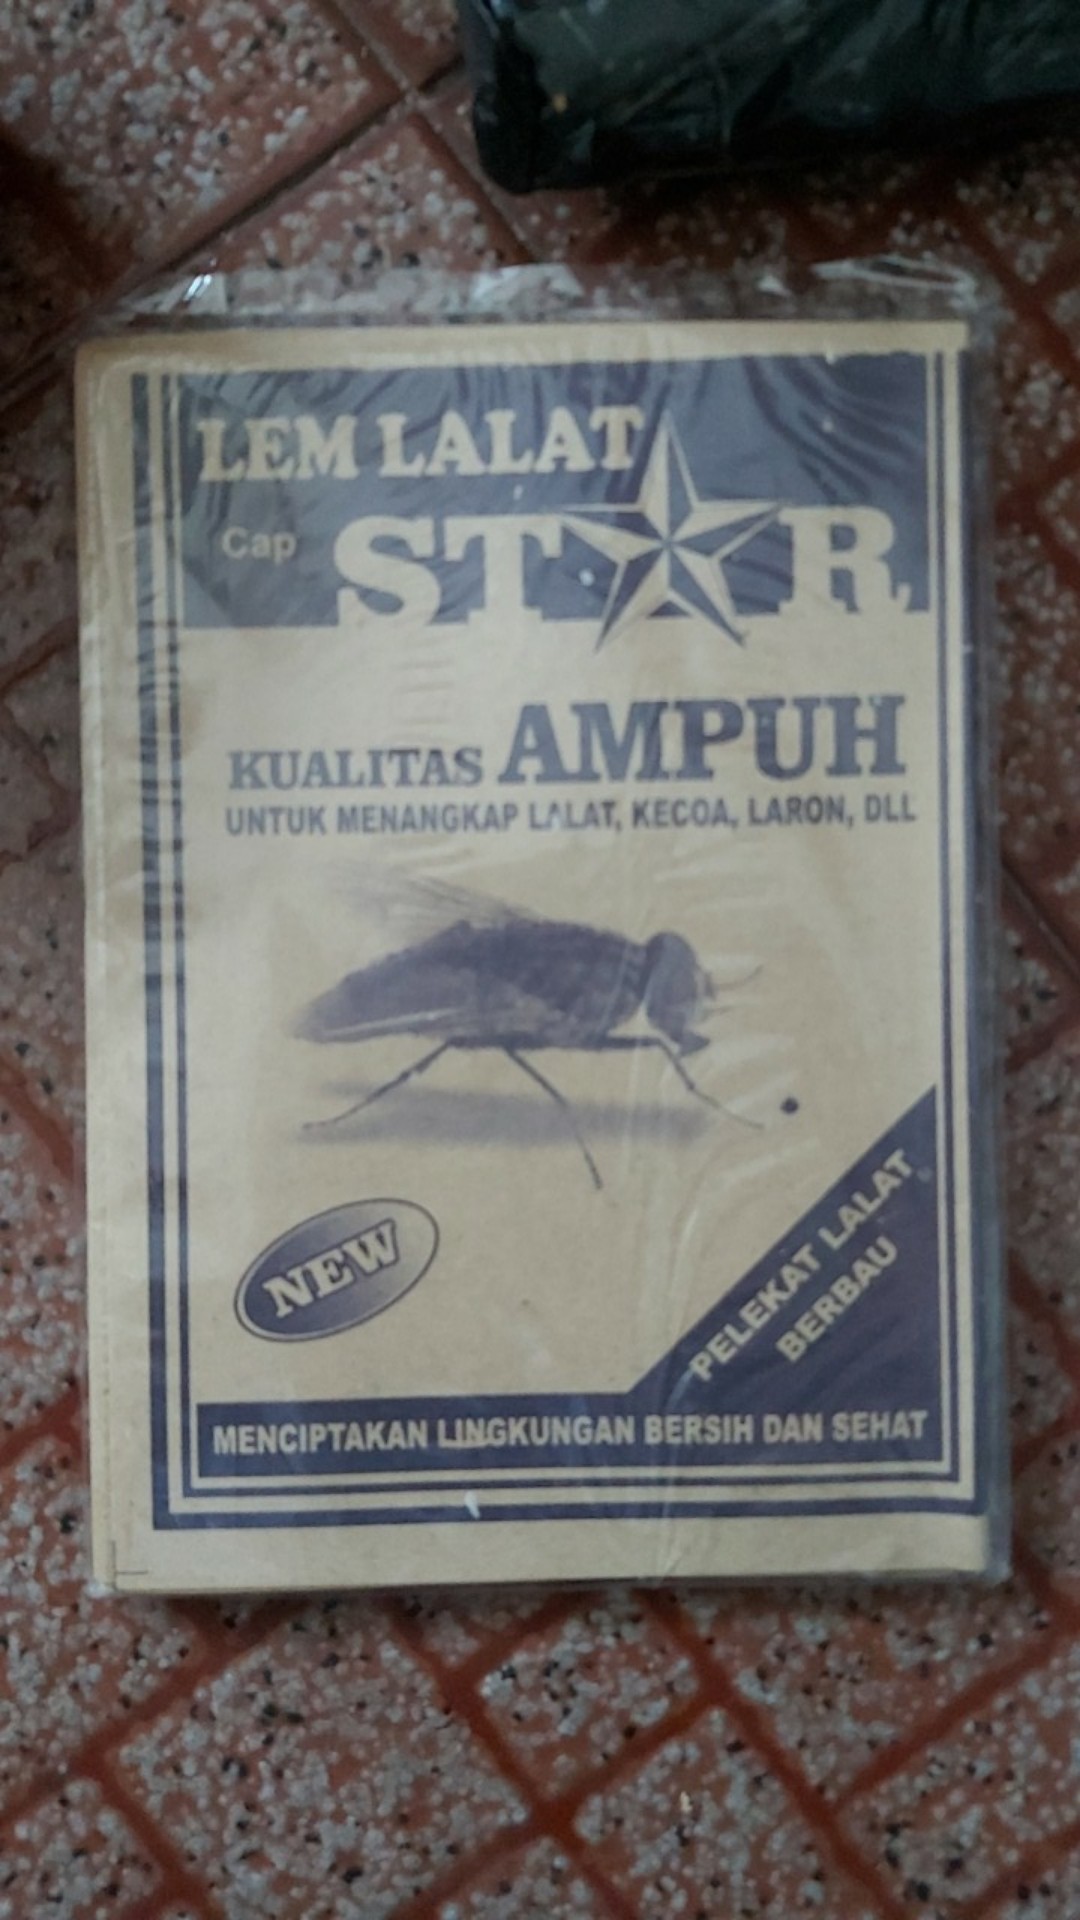 LEM LALAT
Cap STAR
KUALITAS AMPUH
UNTUK MENANGKAP LALAT, KECOA, LARON, DLL
NEW
PELEKAT LALAT
BERBAU
MENCIPTAKAN LINGKUNGAN BERSIH DAN SEHAT